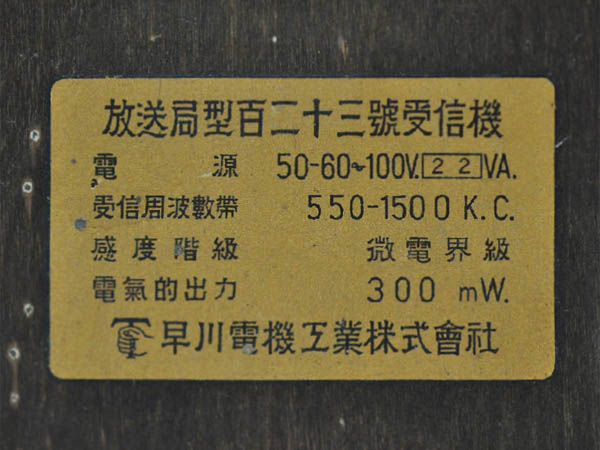 放送局型百二十三號受信機
電源 50-60~100V. 22 VA.
受信周波數帶 550-1500 K.C.
感度階級 微電界級
電氣的出力 300 mW.
早川電機工業株式會社